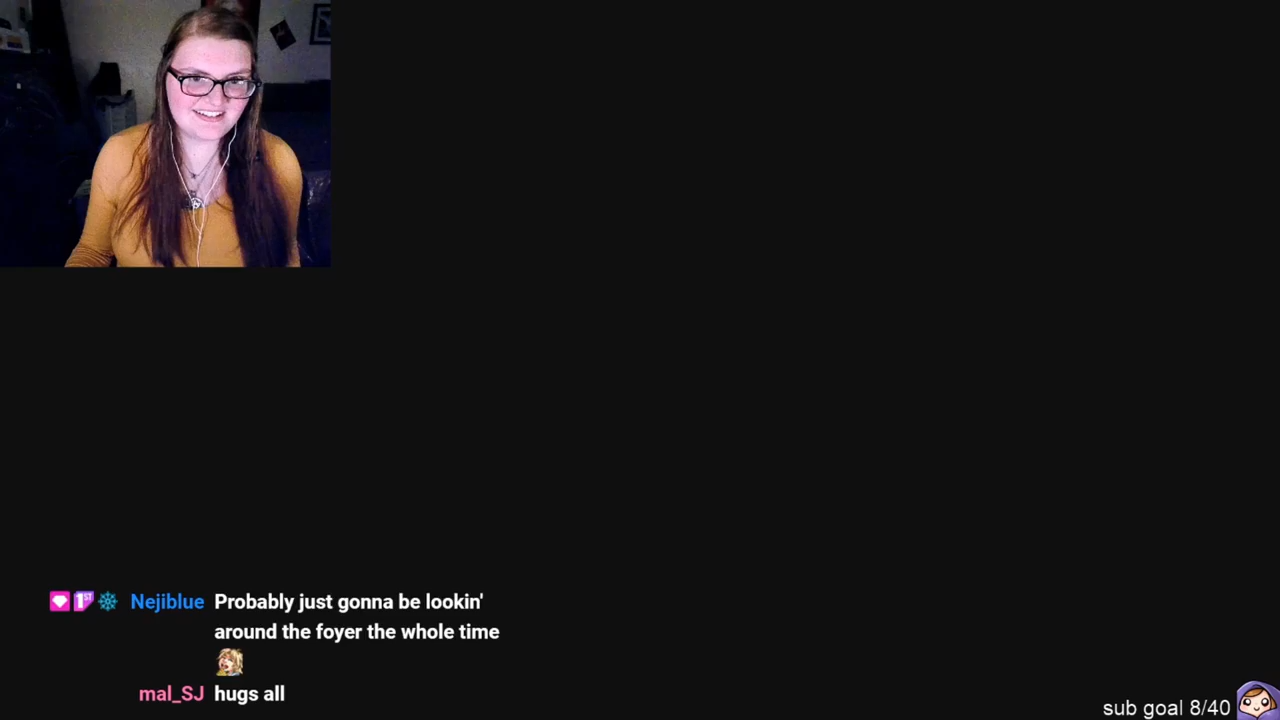 Nejiblue Probably just gonna be lookin'
around the foyer the whole time
mal_SJ hugs all
sub goal 8/40